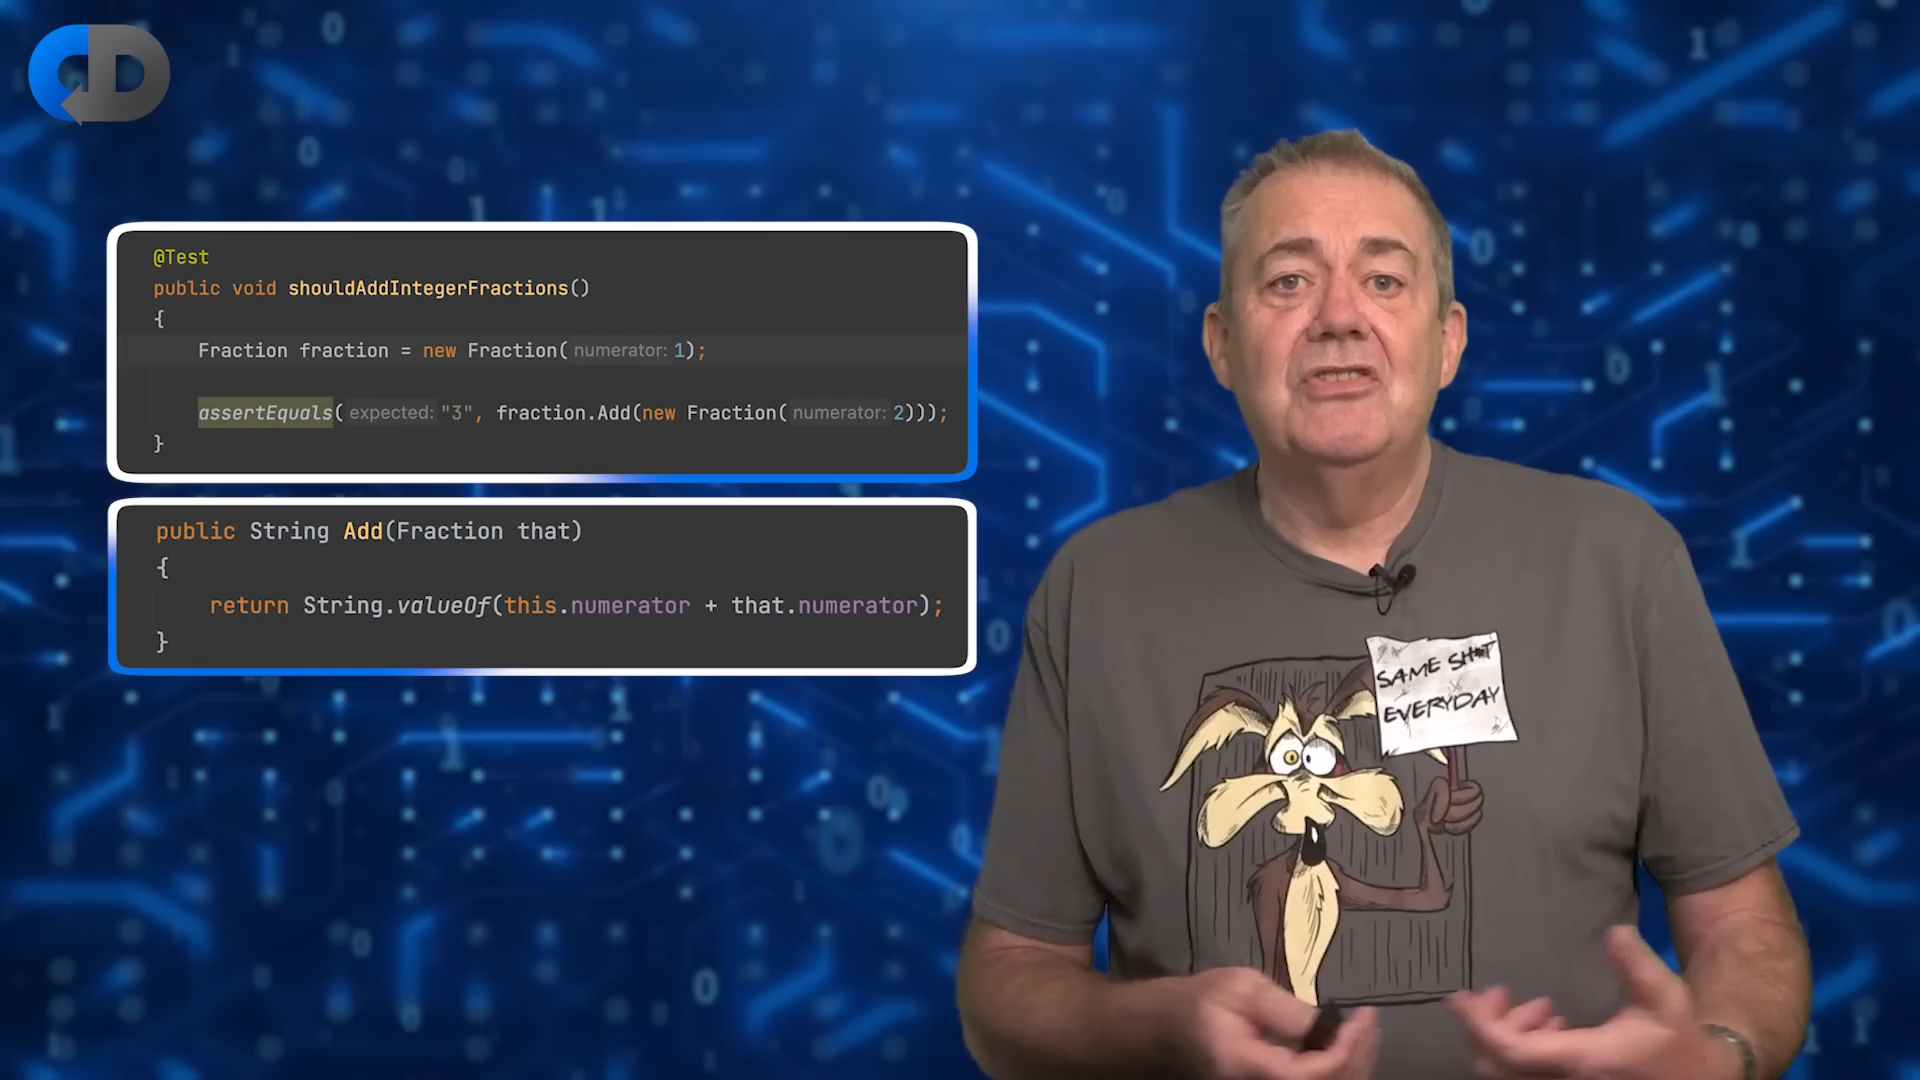 CD
@Test
public void shouldAddIntegerFractions()
{
Fraction fraction = new Fraction( numerator: 1);
assertEquals( expected: "3", fraction.Add(new Fraction( numerator: 2)));
}
public String Add(Fraction that)
{
return String.valueOf(this.numerator + that.numerator);
}
SAME SH*T
EVERYDAY